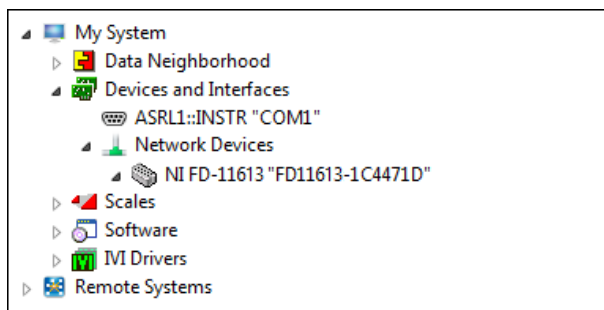 My System
Data Neighborhood
Devices and Interfaces
ASRL1::INSTR "COM1"
Network Devices
NI FD-11613 "FD11613-1C4471D"
Scales
Software
IVI Drivers
Remote Systems